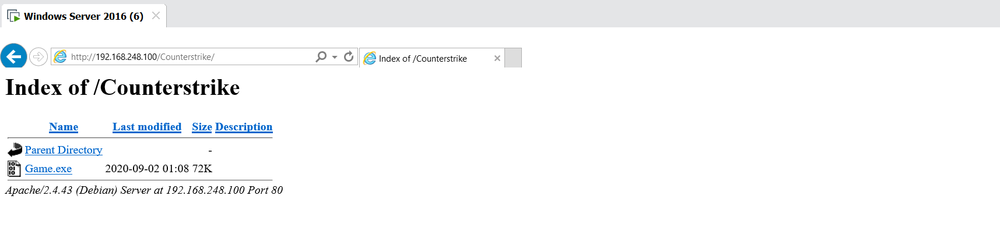 Windows Server 2016 (6)
http://192.168.248.100/Counterstrike/
Index of /Counterstrike
Index of /Counterstrike
Name Last modified Size Description
Parent Directory -
Game.exe 2020-09-02 01:08 72K
Apache/2.4.43 (Debian) Server at 192.168.248.100 Port 80